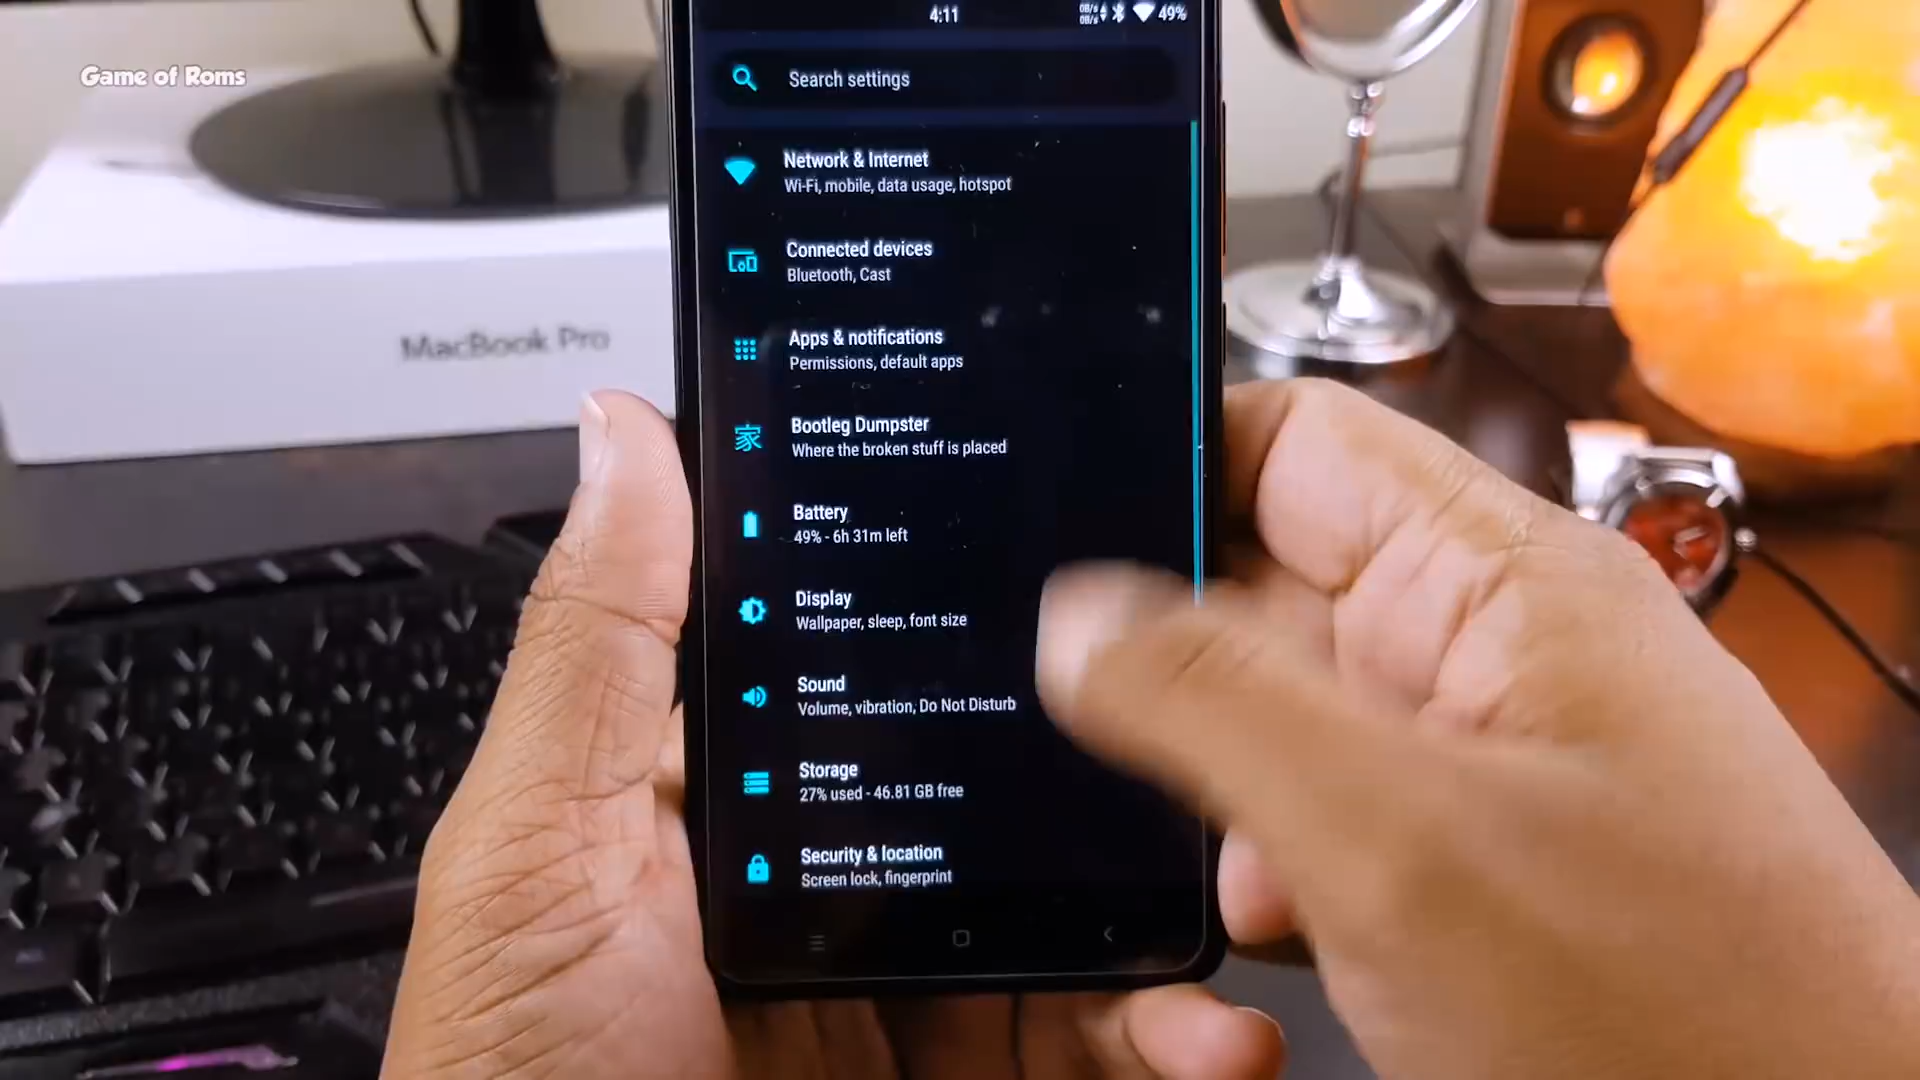 Game of Roms
MacBook Pro
4:11
0B/s
0B/s
49%
Search settings
Network & Internet
Wi-Fi, mobile, data usage, hotspot
Connected devices
Bluetooth, Cast
Apps & notifications
Permissions, default apps
家
Bootleg Dumpster
Where the broken stuff is placed
Battery
49% - 6h 31m left
Display
Wallpaper, sleep, font size
Sound
Volume, vibration, Do Not Disturb
Storage
27% used - 46.81 GB free
Security & location
Screen lock, fingerprint